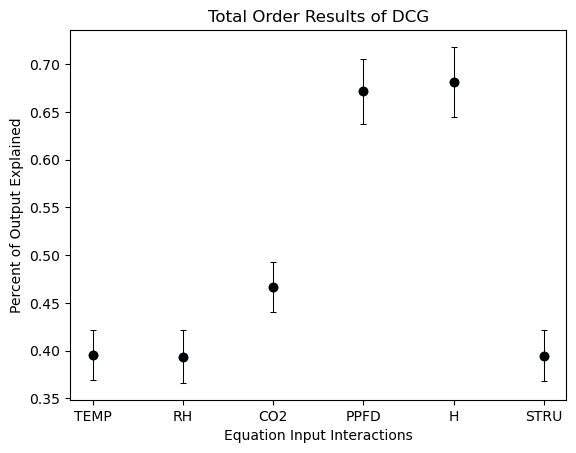 Total Order Results of DCG
Percent of Output Explained
0.70
0.65
0.60
0.55
0.50
0.45
0.40
0.35
TEMP RH CO2 PPFD H STRU
Equation Input Interactions